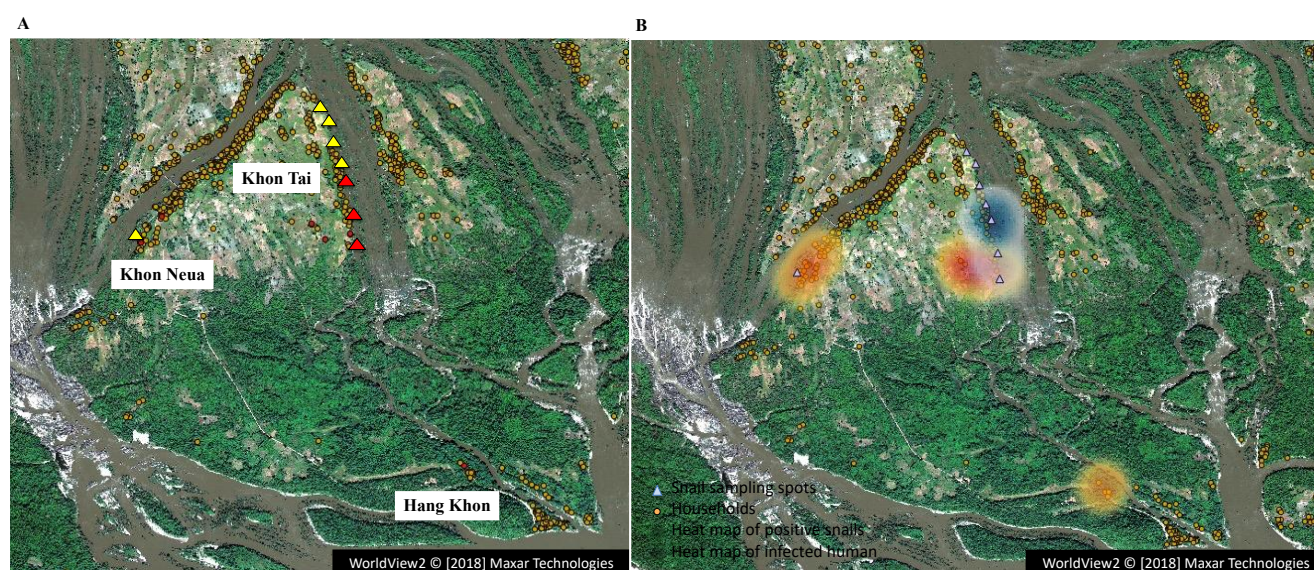 A
B
Khon Tai
Khon Neua
Hang Khon
WorldView2 © [2018] Maxar Technologies
Snail sampling spots
Households
Heat map of positive snails
Heat map of infected human
WorldView2 © [2018] Maxar Technologies